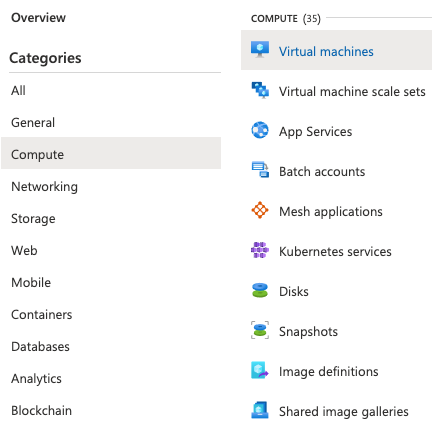 Overview
Categories
All
General
Compute
Networking
Storage
Web
Mobile
Containers
Databases
Analytics
Blockchain
COMPUTE (35)
Virtual machines
Virtual machine scale sets
App Services
Batch accounts
Mesh applications
Kubernetes services
Disks
Snapshots
Image definitions
Shared image galleries